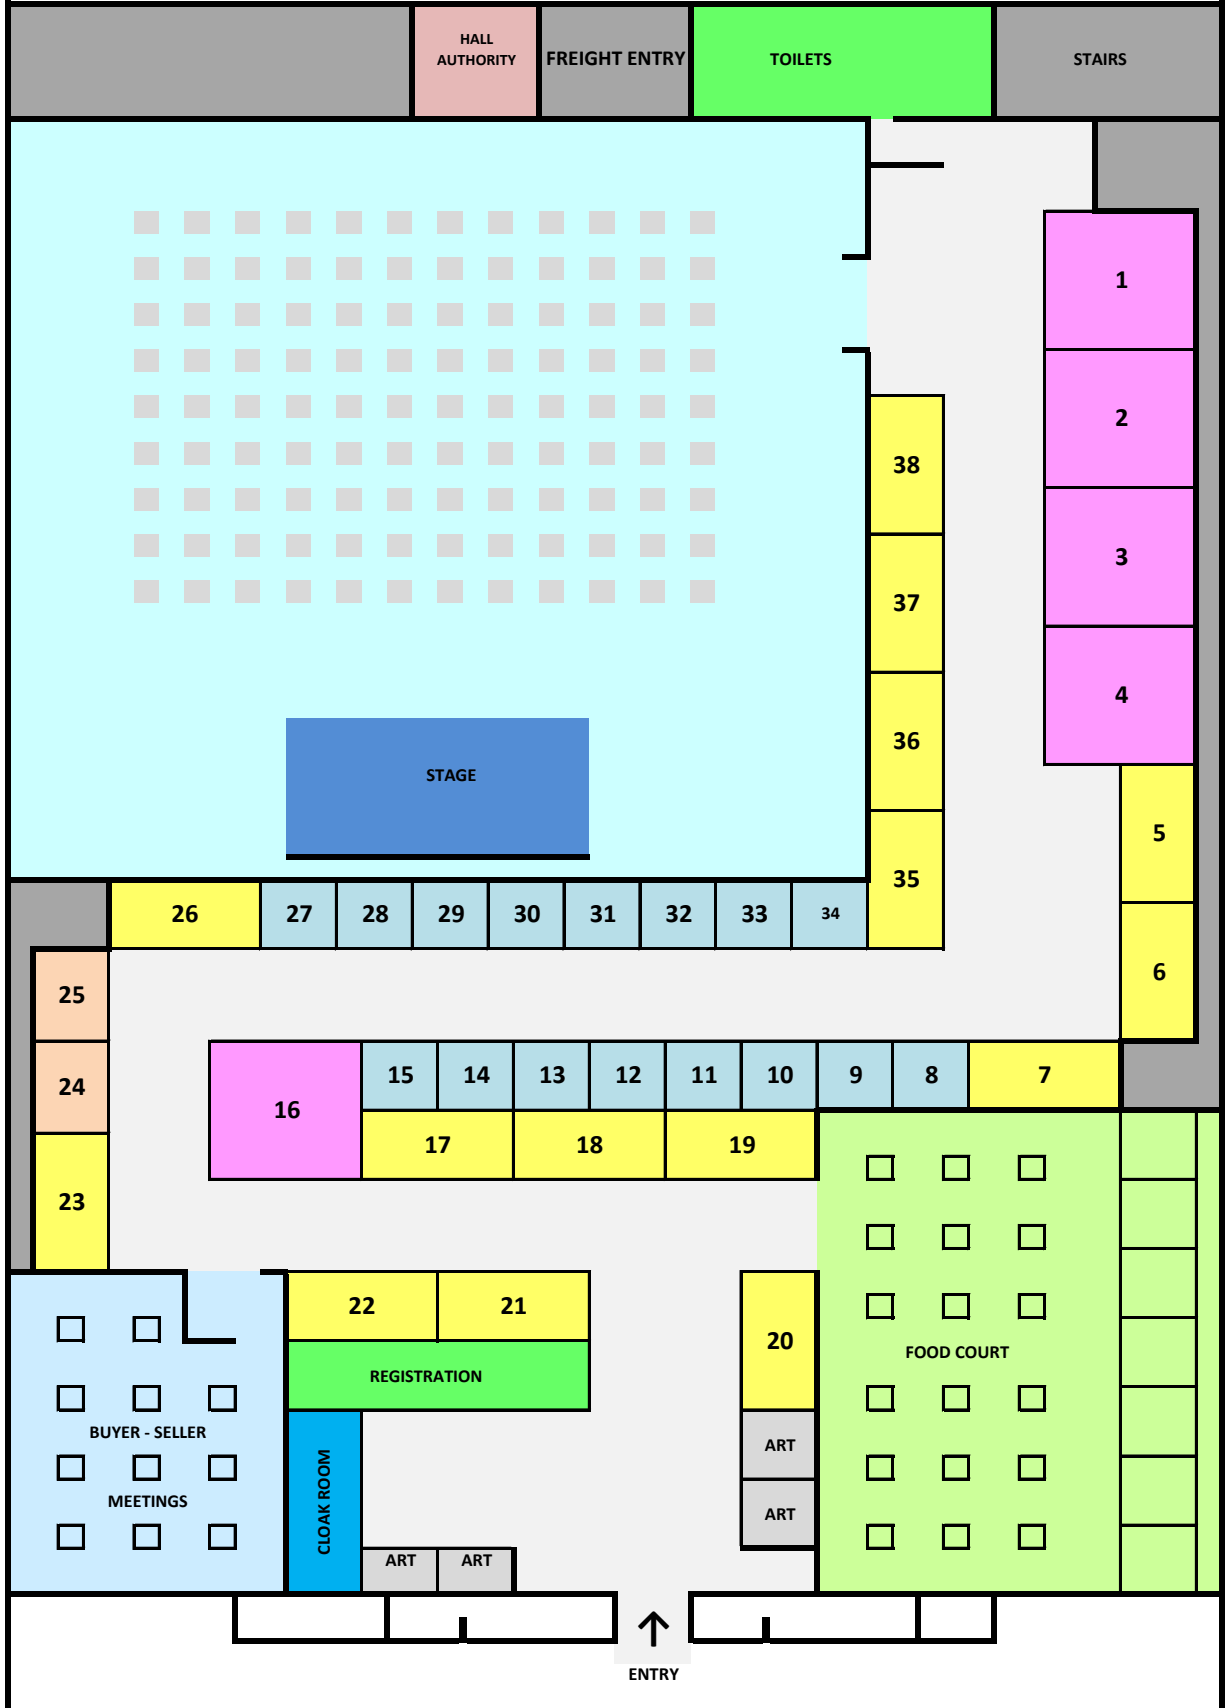 HALL
AUTHORITY
FREIGHT ENTRY
TOILETS
STAIRS
1
2
38
3
37
4
36
STAGE
5
35
26
27
28
29
30
31
32
33
34
6
25
24
16
15
14
13
12
11
10
9
8
7
17
18
19
23
22
21
20
FOOD COURT
REGISTRATION
BUYER - SELLER
MEETINGS
CLOAK ROOM
ART
ART
ART
ART
ENTRY